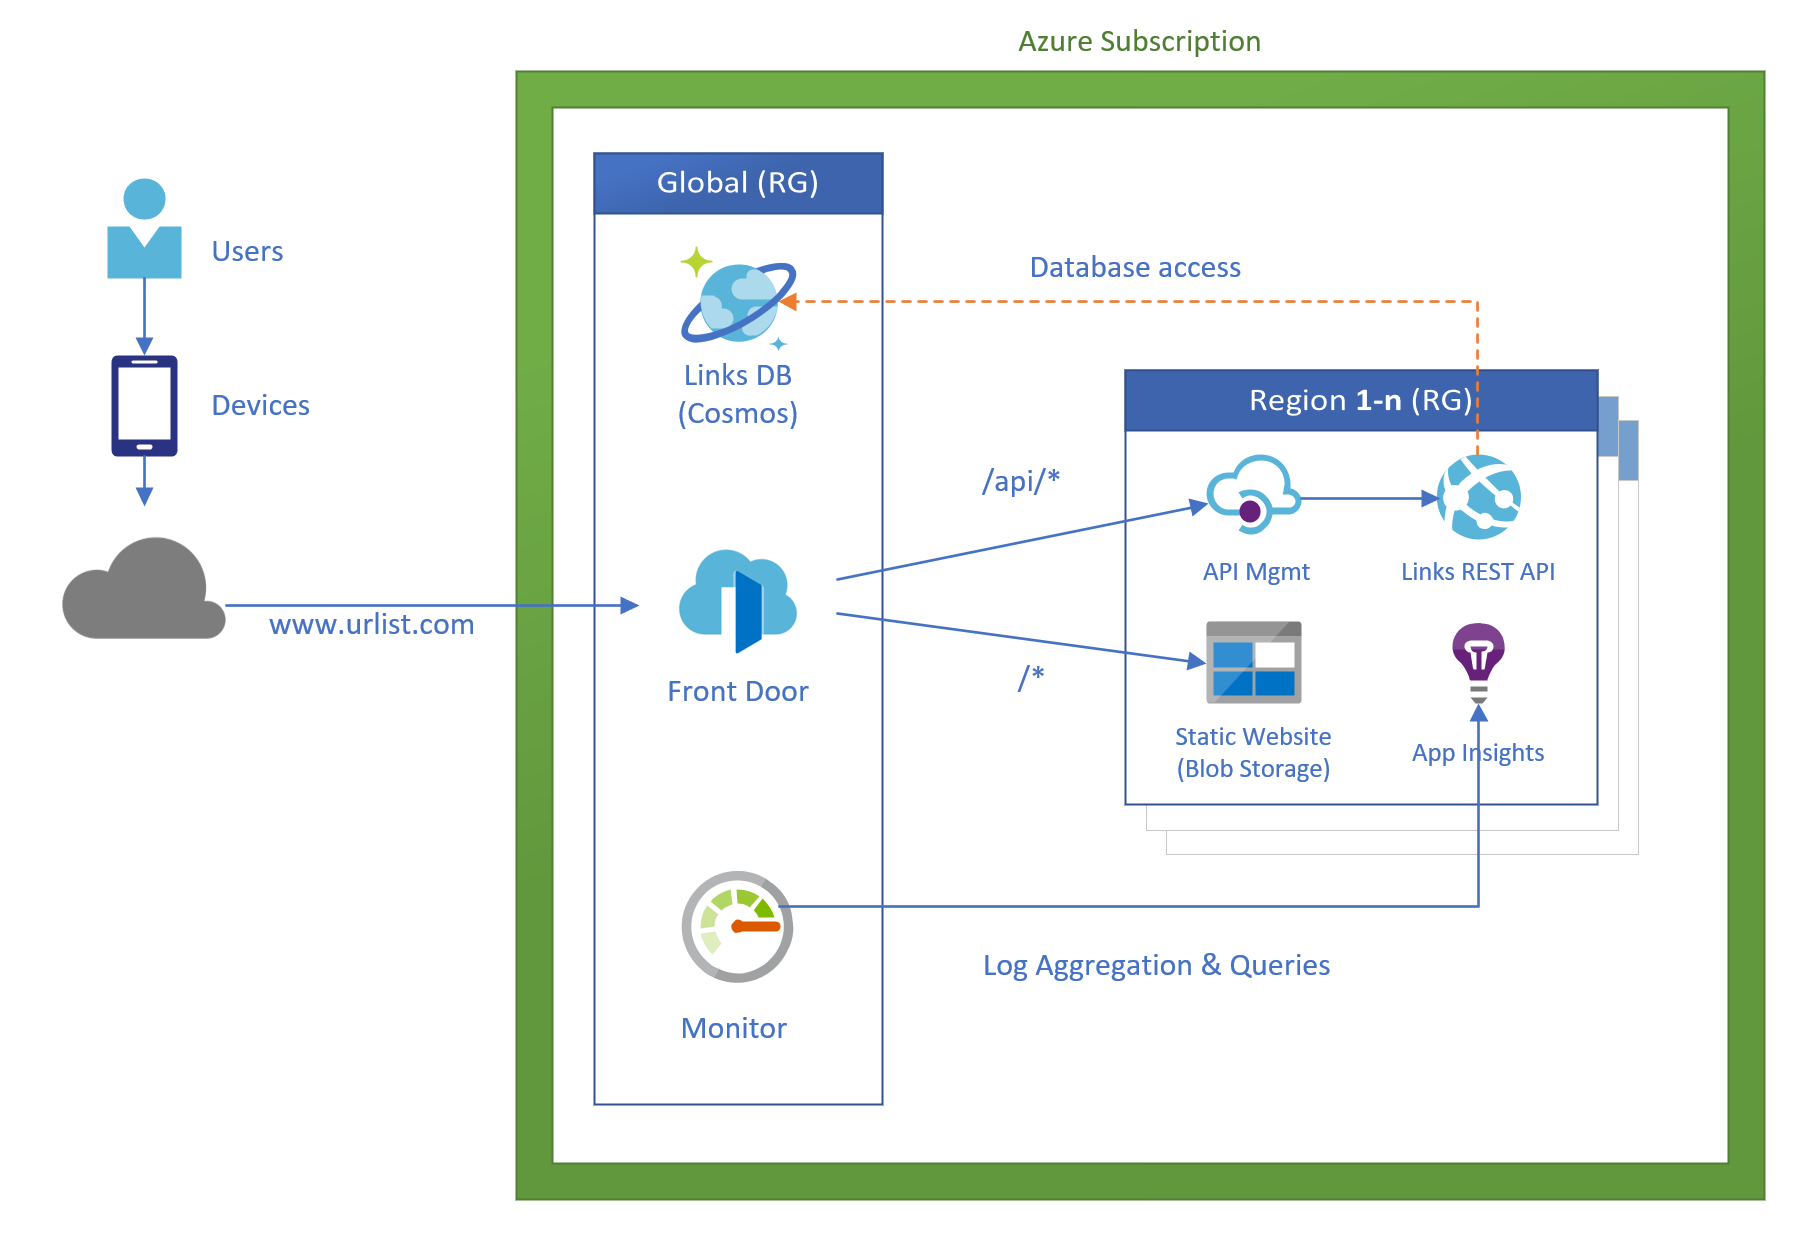 Azure Subscription
Global (RG)
Users
Database access
Links DB
(Cosmos)
Devices
Region 1-n (RG)
/api/*
API Mgmt
Links REST API
www.urlist.com
Front Door
/*
Static Website
(Blob Storage)
App Insights
Log Aggregation & Queries
Monitor